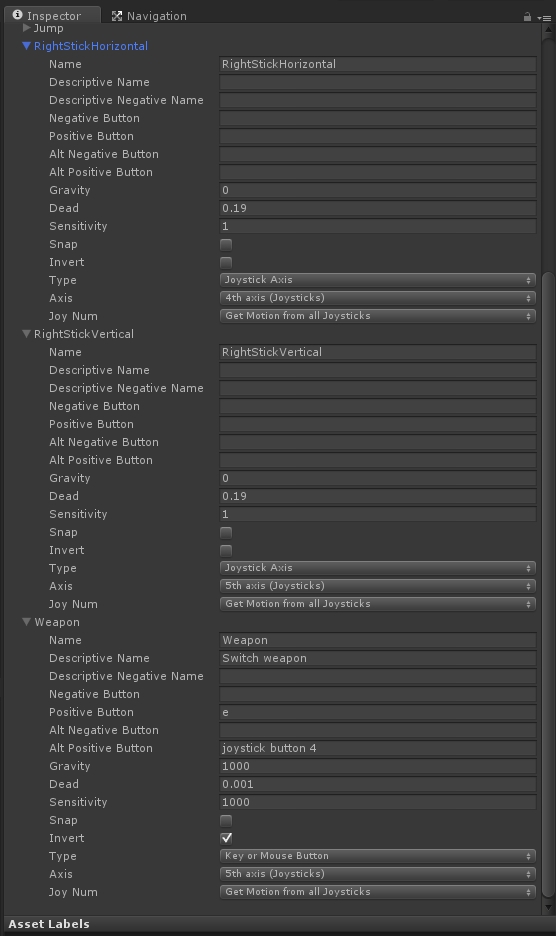 Inspector Navigation
Jump
RightStickHorizontal
Name RightStickHorizontal
Descriptive Name
Descriptive Negative Name
Negative Button
Positive Button
Alt Negative Button
Alt Positive Button
Gravity 0
Dead 0.19
Sensitivity 1
Snap
Invert
Type Joystick Axis
Axis 4th axis (Joysticks)
Joy Num Get Motion from all Joysticks
RightStickVertical
Name RightStickVertical
Descriptive Name
Descriptive Negative Name
Negative Button
Positive Button
Alt Negative Button
Alt Positive Button
Gravity 0
Dead 0.19
Sensitivity 1
Snap
Invert
Type Joystick Axis
Axis 5th axis (Joysticks)
Joy Num Get Motion from all Joysticks
Weapon
Name Weapon
Descriptive Name Switch weapon
Descriptive Negative Name
Negative Button
Positive Button e
Alt Negative Button
Alt Positive Button joystick button 4
Gravity 1000
Dead 0.001
Sensitivity 1000
Snap
Invert
Type Key or Mouse Button
Axis 5th axis (Joysticks)
Joy Num Get Motion from all Joysticks
Asset Labels